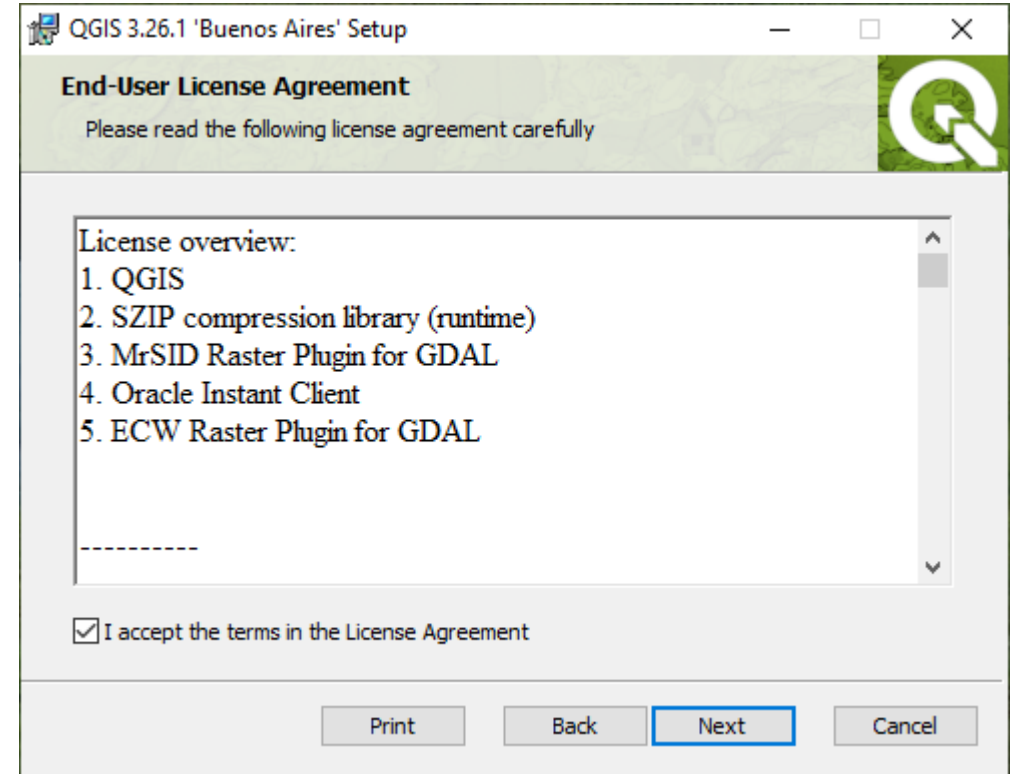 QGIS 3.26.1 'Buenos Aires' Setup
End-User License Agreement
Please read the following license agreement carefully
License overview:
1. QGIS
2. SZIP compression library (runtime)
3. MrSID Raster Plugin for GDAL
4. Oracle Instant Client
5. ECW Raster Plugin for GDAL
----------
I accept the terms in the License Agreement
Print Back Next Cancel